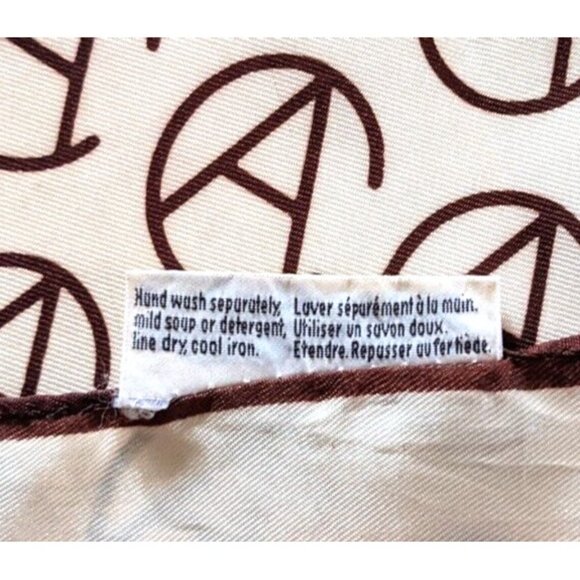 Hand wash separately,
mild soap or detergent,
line dry, cool iron.
Laver séparément à la main.
Utiliser un savon doux.
Etendre. Repasser au fer hède.